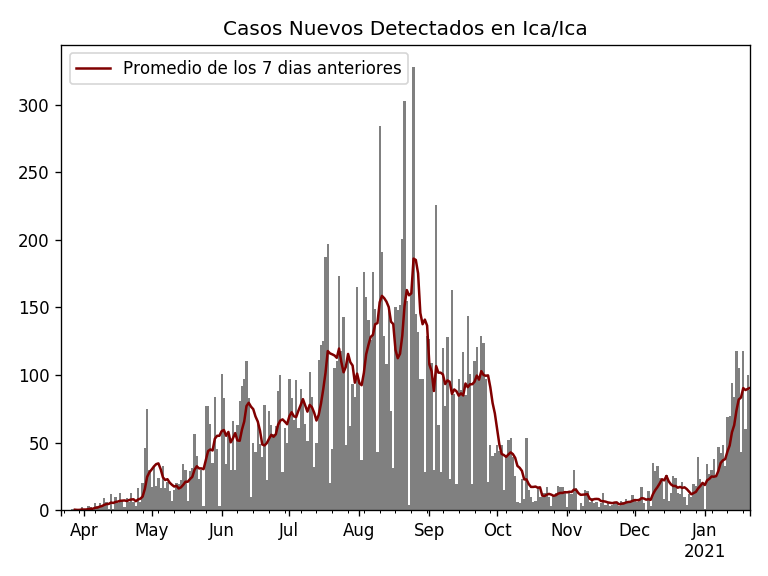 Casos Nuevos Detectados en Ica/Ica
Promedio de los 7 dias anteriores
300
250
200
150
100
50
0
Apr May Jun Jul Aug Sep Oct Nov Dec Jan
2021